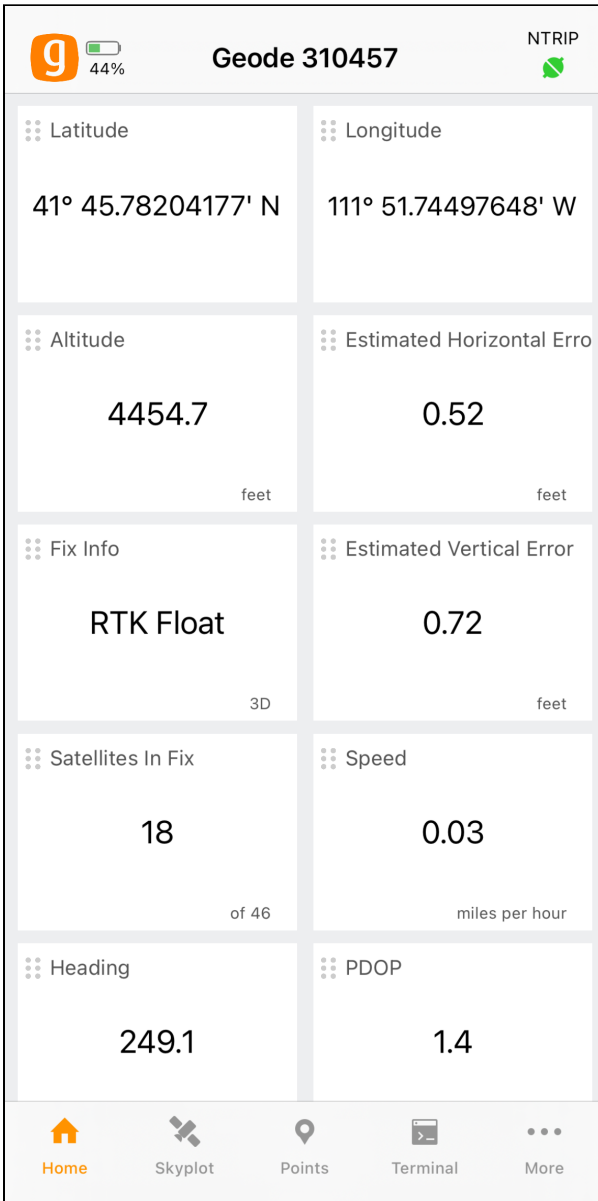 g
44%
Geode 310457
NTRIP
Latitude
41° 45.78204177' N
Longitude
111° 51.74497648' W
Altitude
4454.7
feet
Estimated Horizontal Erro
0.52
feet
Fix Info
RTK Float
3D
Estimated Vertical Error
0.72
feet
Satellites In Fix
18
of 46
Speed
0.03
miles per hour
Heading
249.1
PDOP
1.4
Home
Skyplot
Points
Terminal
More